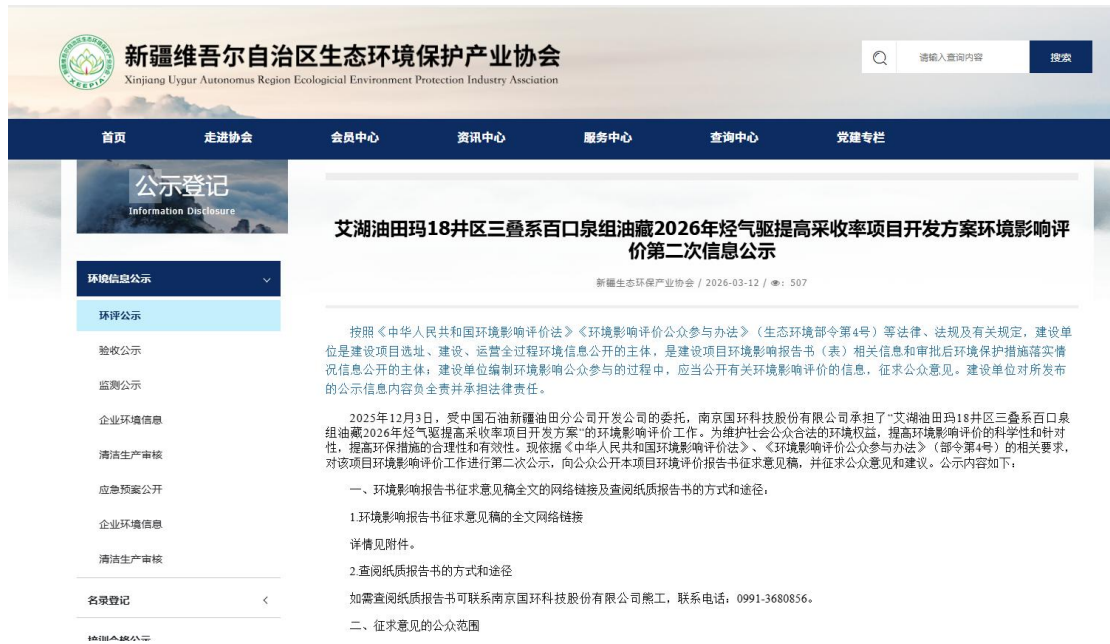 新疆维吾尔自治区生态环境保护产业协会
Xinjiang Uygur Autonomus Region Ecologicial Environment Protection Industry Assciation
XEEPIA
请输入查询内容
搜索
首页 走进协会 会员中心 资讯中心 服务中心 查询中心 党建专栏
公示登记
Information Disclosure
环境信息公示
环评公示
验收公示
监测公示
企业环境信息
清洁生产审核
应急预案公开
企业环境信息
清洁生产审核
名录登记
培训合格公示
艾湖油田玛18井区三叠系百口泉组油藏2026年烃气驱提高采收率项目开发方案环境影响评
价第二次信息公示
新疆生态环保产业协会 / 2026-03-12 / 👁: 507
按照《中华人民共和国环境影响评价法》《环境影响评价公众参与办法》（生态环境部令第4号）等法律、法规及有关规定，建设单
位是建设项目选址、建设、运营全过程环境信息公开的主体，是建设项目环境影响报告书（表）相关信息和审批后环境保护措施落实情
况信息公开的主体；建设单位编制环境影响公众参与的过程中，应当公开有关环境影响评价的信息，征求公众意见。建设单位对所发布
的公示信息内容负全责并承担法律责任。
2025年12月3日，受中国石油新疆油田分公司开发公司的委托，南京国环科技股份有限公司承担了“艾湖油田玛18井区三叠系百口泉
组油藏2026年烃气驱提高采收率项目开发方案”的环境影响评价工作。为维护社会公众合法的环境权益，提高环境影响评价的科学性和针对
性，提高环保措施的合理性和有效性。现依据《中华人民共和国环境影响评价法》、《环境影响评价公众参与办法》（部令第4号）的相关要求，
对该项目环境影响评价工作进行第二次公示，向公众公开本项目环境评价报告书征求意见稿，并征求公众意见和建议。公示内容如下：
一、环境影响报告书征求意见稿全文的网络链接及查阅纸质报告书的方式和途径：
1.环境影响报告书征求意见稿的全文网络链接
详情见附件。
2.查阅纸质报告书的方式和途径
如需查阅纸质报告书可联系南京国环科技股份有限公司熊工，联系电话：0991-3680856。
二、征求意见的公众范围